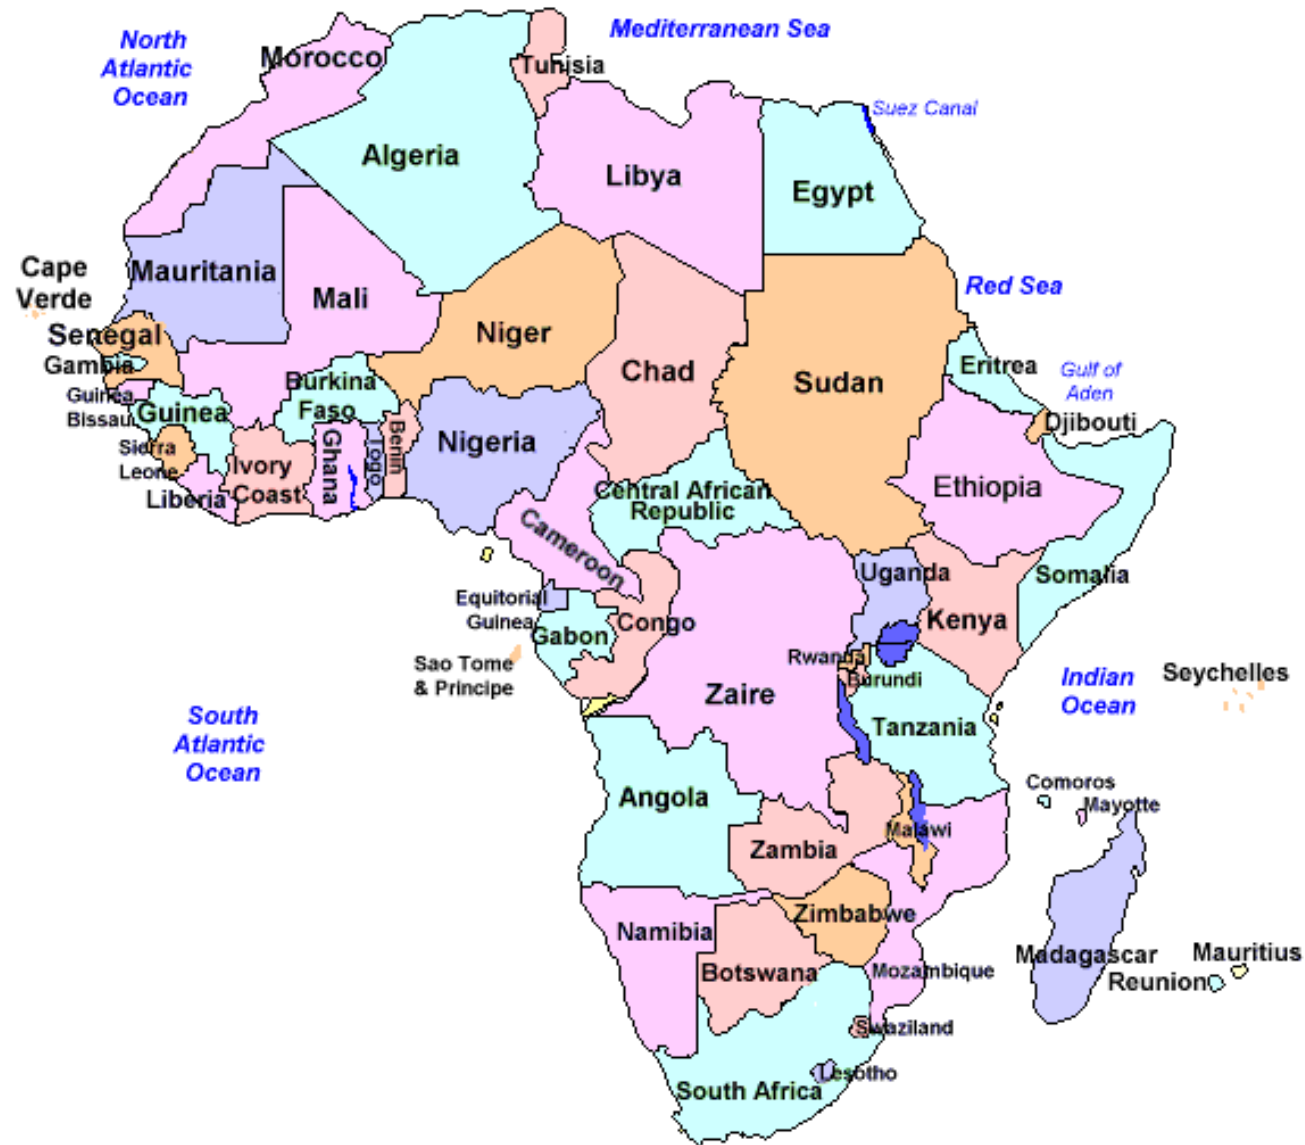 North
Atlantic
Ocean
Mediterranean Sea
Morocco
Tunisia
Suez Canal
Algeria
Libya
Egypt
Cape
Verde
Mauritania
Mali
Niger
Chad
Sudan
Red Sea
Senegal
Gambia
Guinea
Bissau
Guinea
Burkina
Faso
Eritrea
Gulf of
Aden
Djibouti
Sierra
Leone
Liberia
Ivory
Coast
Ghana
Togo
Benin
Nigeria
Central African
Republic
Ethiopia
Cameroon
Somalia
Uganda
Kenya
Equitorial
Guinea
Gabon
Congo
Sao Tome
& Principe
Rwanda
Burundi
Zaire
Tanzania
Indian
Ocean
Seychelles
South
Atlantic
Ocean
Angola
Comoros
Mayotte
Zambia
Malawi
Zimbabwe
Namibia
Botswana
Mozambique
Madagascar
Mauritius
Reunion
Swaziland
Lesotho
South Africa